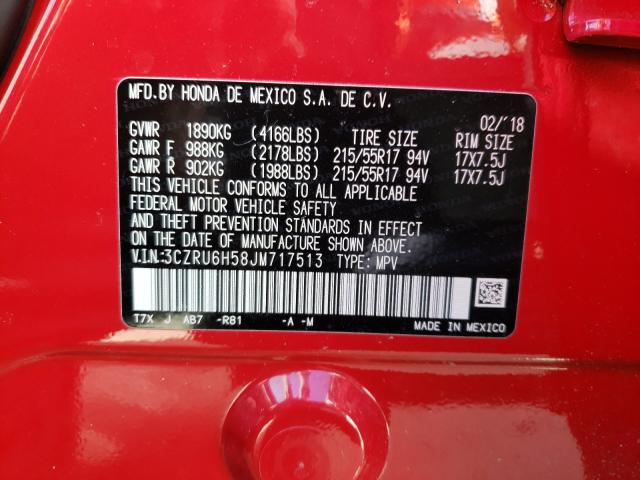 MFD.BY HONDA DE MEXICO S.A. DE C.V.
02/'18
GVWR 1890KG (4166LBS) TIRE SIZE RIM SIZE
GAWR F 988KG (2178LBS) 215/55R17 94V 17X7.5J
GAWR R 902KG (1988LBS) 215/55R17 94V 17X7.5J
THIS VEHICLE CONFORMS TO ALL APPLICABLE
FEDERAL MOTOR VEHICLE SAFETY
AND THEFT PREVENTION STANDARDS IN EFFECT
ON THE DATE OF MANUFACTURE SHOWN ABOVE.
V.I.N:3CZRU6H58JM717513 TYPE: MPV
T7X J AB7 -R81 -A -M
MADE IN MEXICO